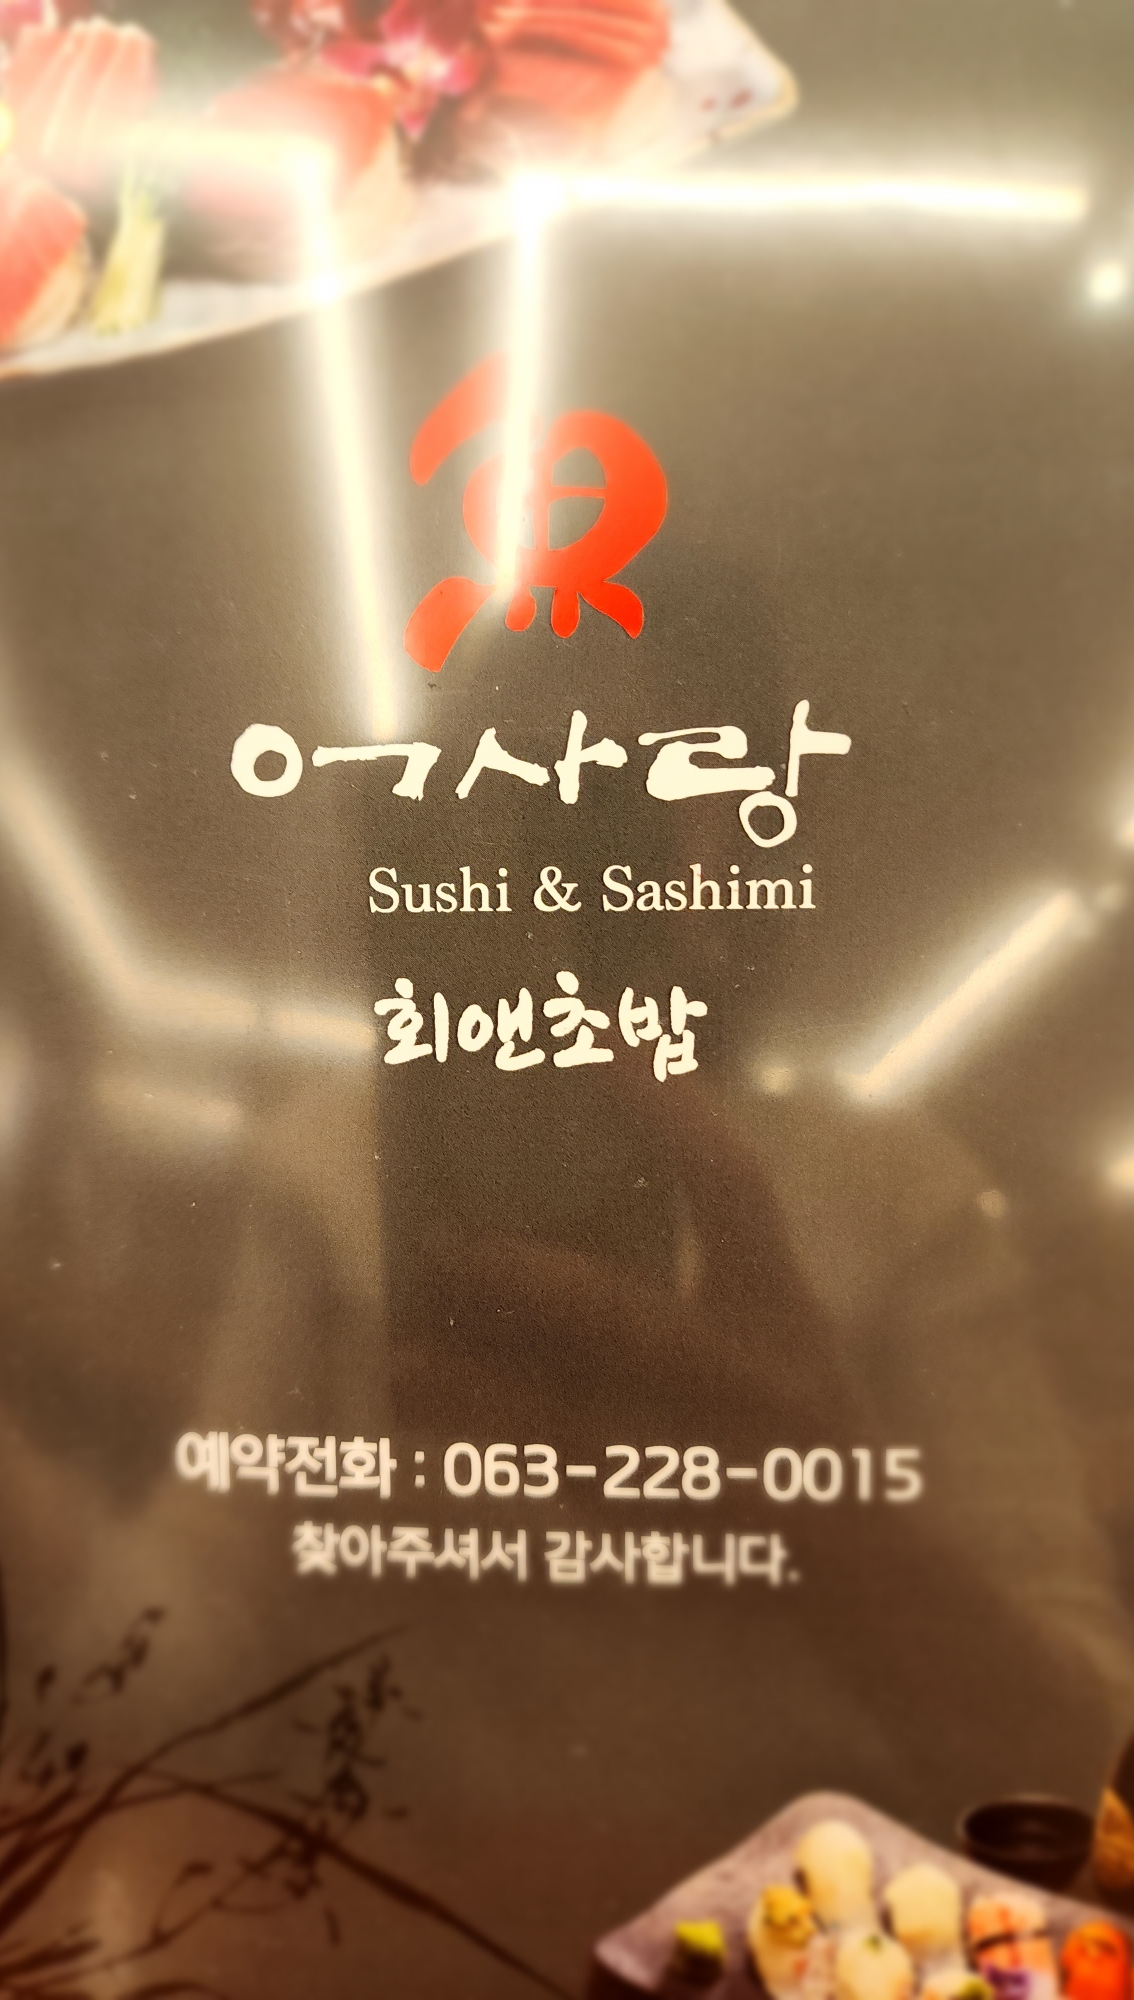 魚
어사랑
Sushi & Sashimi
회앤초밥
예약전화 : 063-228-0015
찾아주셔서 감사합니다.